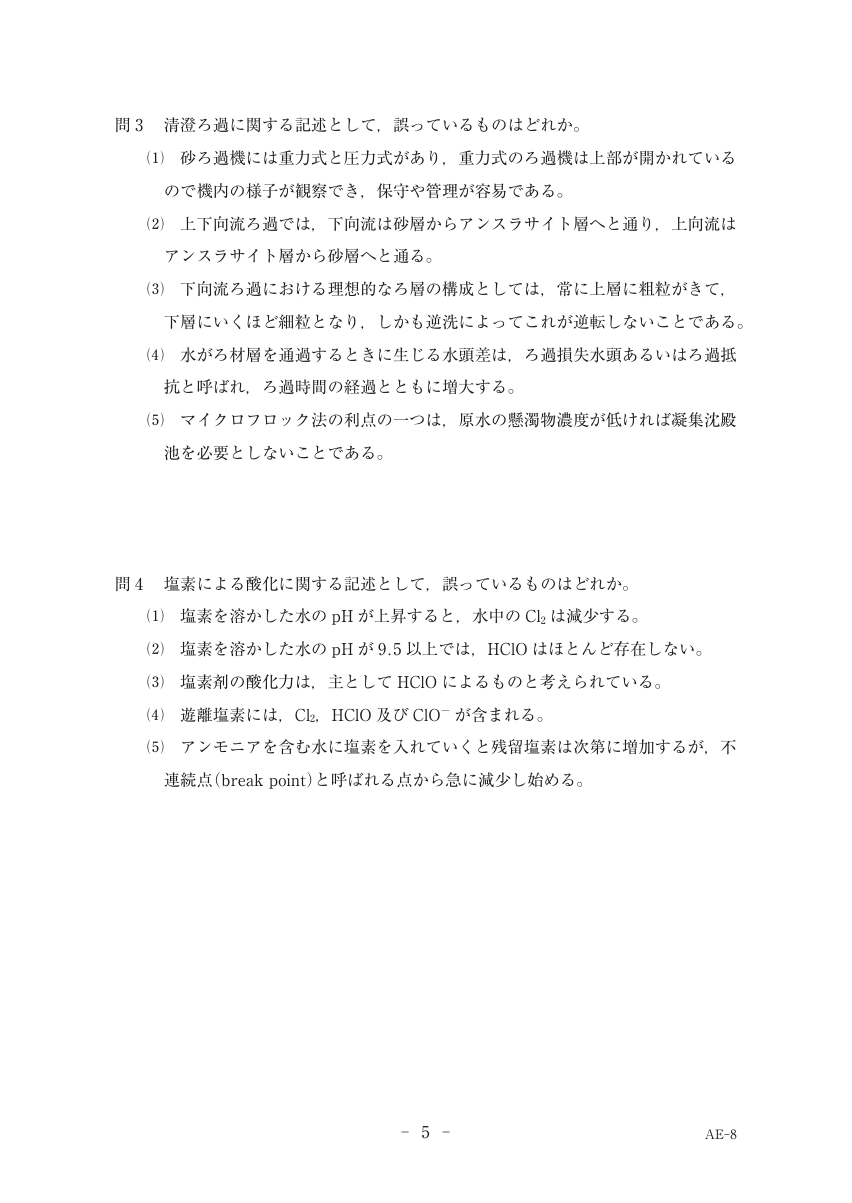 問３　清澄ろ過に関する記述として，誤っているものはどれか。
⑴　砂ろ過機には重力式と圧力式があり，重力式のろ過機は上部が開かれている
ので機内の様子が観察でき，保守や管理が容易である。
⑵　上下向流ろ過では，下向流は砂層からアンスラサイト層へと通り，上向流は
アンスラサイト層から砂層へと通る。
⑶　下向流ろ過における理想的なろ層の構成としては，常に上層に粗粒がきて，
下層にいくほど細粒となり，しかも逆洗によってこれが逆転しないことである。
⑷　水がろ材層を通過するときに生じる水頭差は，ろ過損失水頭あるいはろ過抵
抗と呼ばれ，ろ過時間の経過とともに増大する。
⑸　マイクロフロック法の利点の一つは，原水の懸濁物濃度が低ければ凝集沈殿
池を必要としないことである。
問４　塩素による酸化に関する記述として，誤っているものはどれか。
⑴　塩素を溶かした水の pH が上昇すると，水中の Cl₂ は減少する。
⑵　塩素を溶かした水の pH が 9.5 以上では，HClO はほとんど存在しない。
⑶　塩素剤の酸化力は，主として HClO によるものと考えられている。
⑷　遊離塩素には，Cl₂，HClO 及び ClO⁻ が含まれる。
⑸　アンモニアを含む水に塩素を入れていくと残留塩素は次第に増加するが，不
連続点（break point）と呼ばれる点から急に減少し始める。
－ 5 －
AE-8